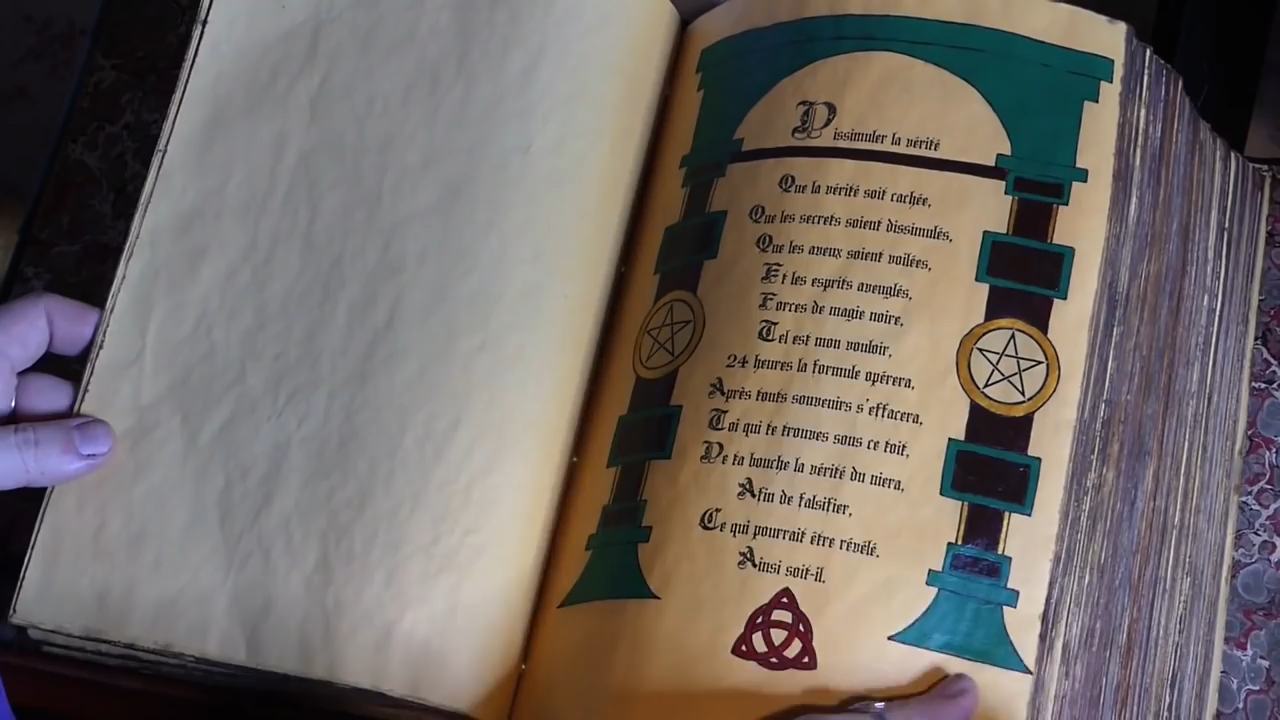 Dissimuler la vérité
Que la vérité soit cachée,
Que les secrets soient dissimulés,
Que les aveux soient voilées,
Et les esprits aveuglés,
Forces de magie noire,
Tel est mon vouloir,
24 heures la formule opérera,
Après touts souvenirs s'effacera,
Toi qui te trouves sous ce toit,
De ta bouche la vérité du niera,
Afin de falsifier,
Ce qui pourrait être révélé.
Ainsi soit-il.